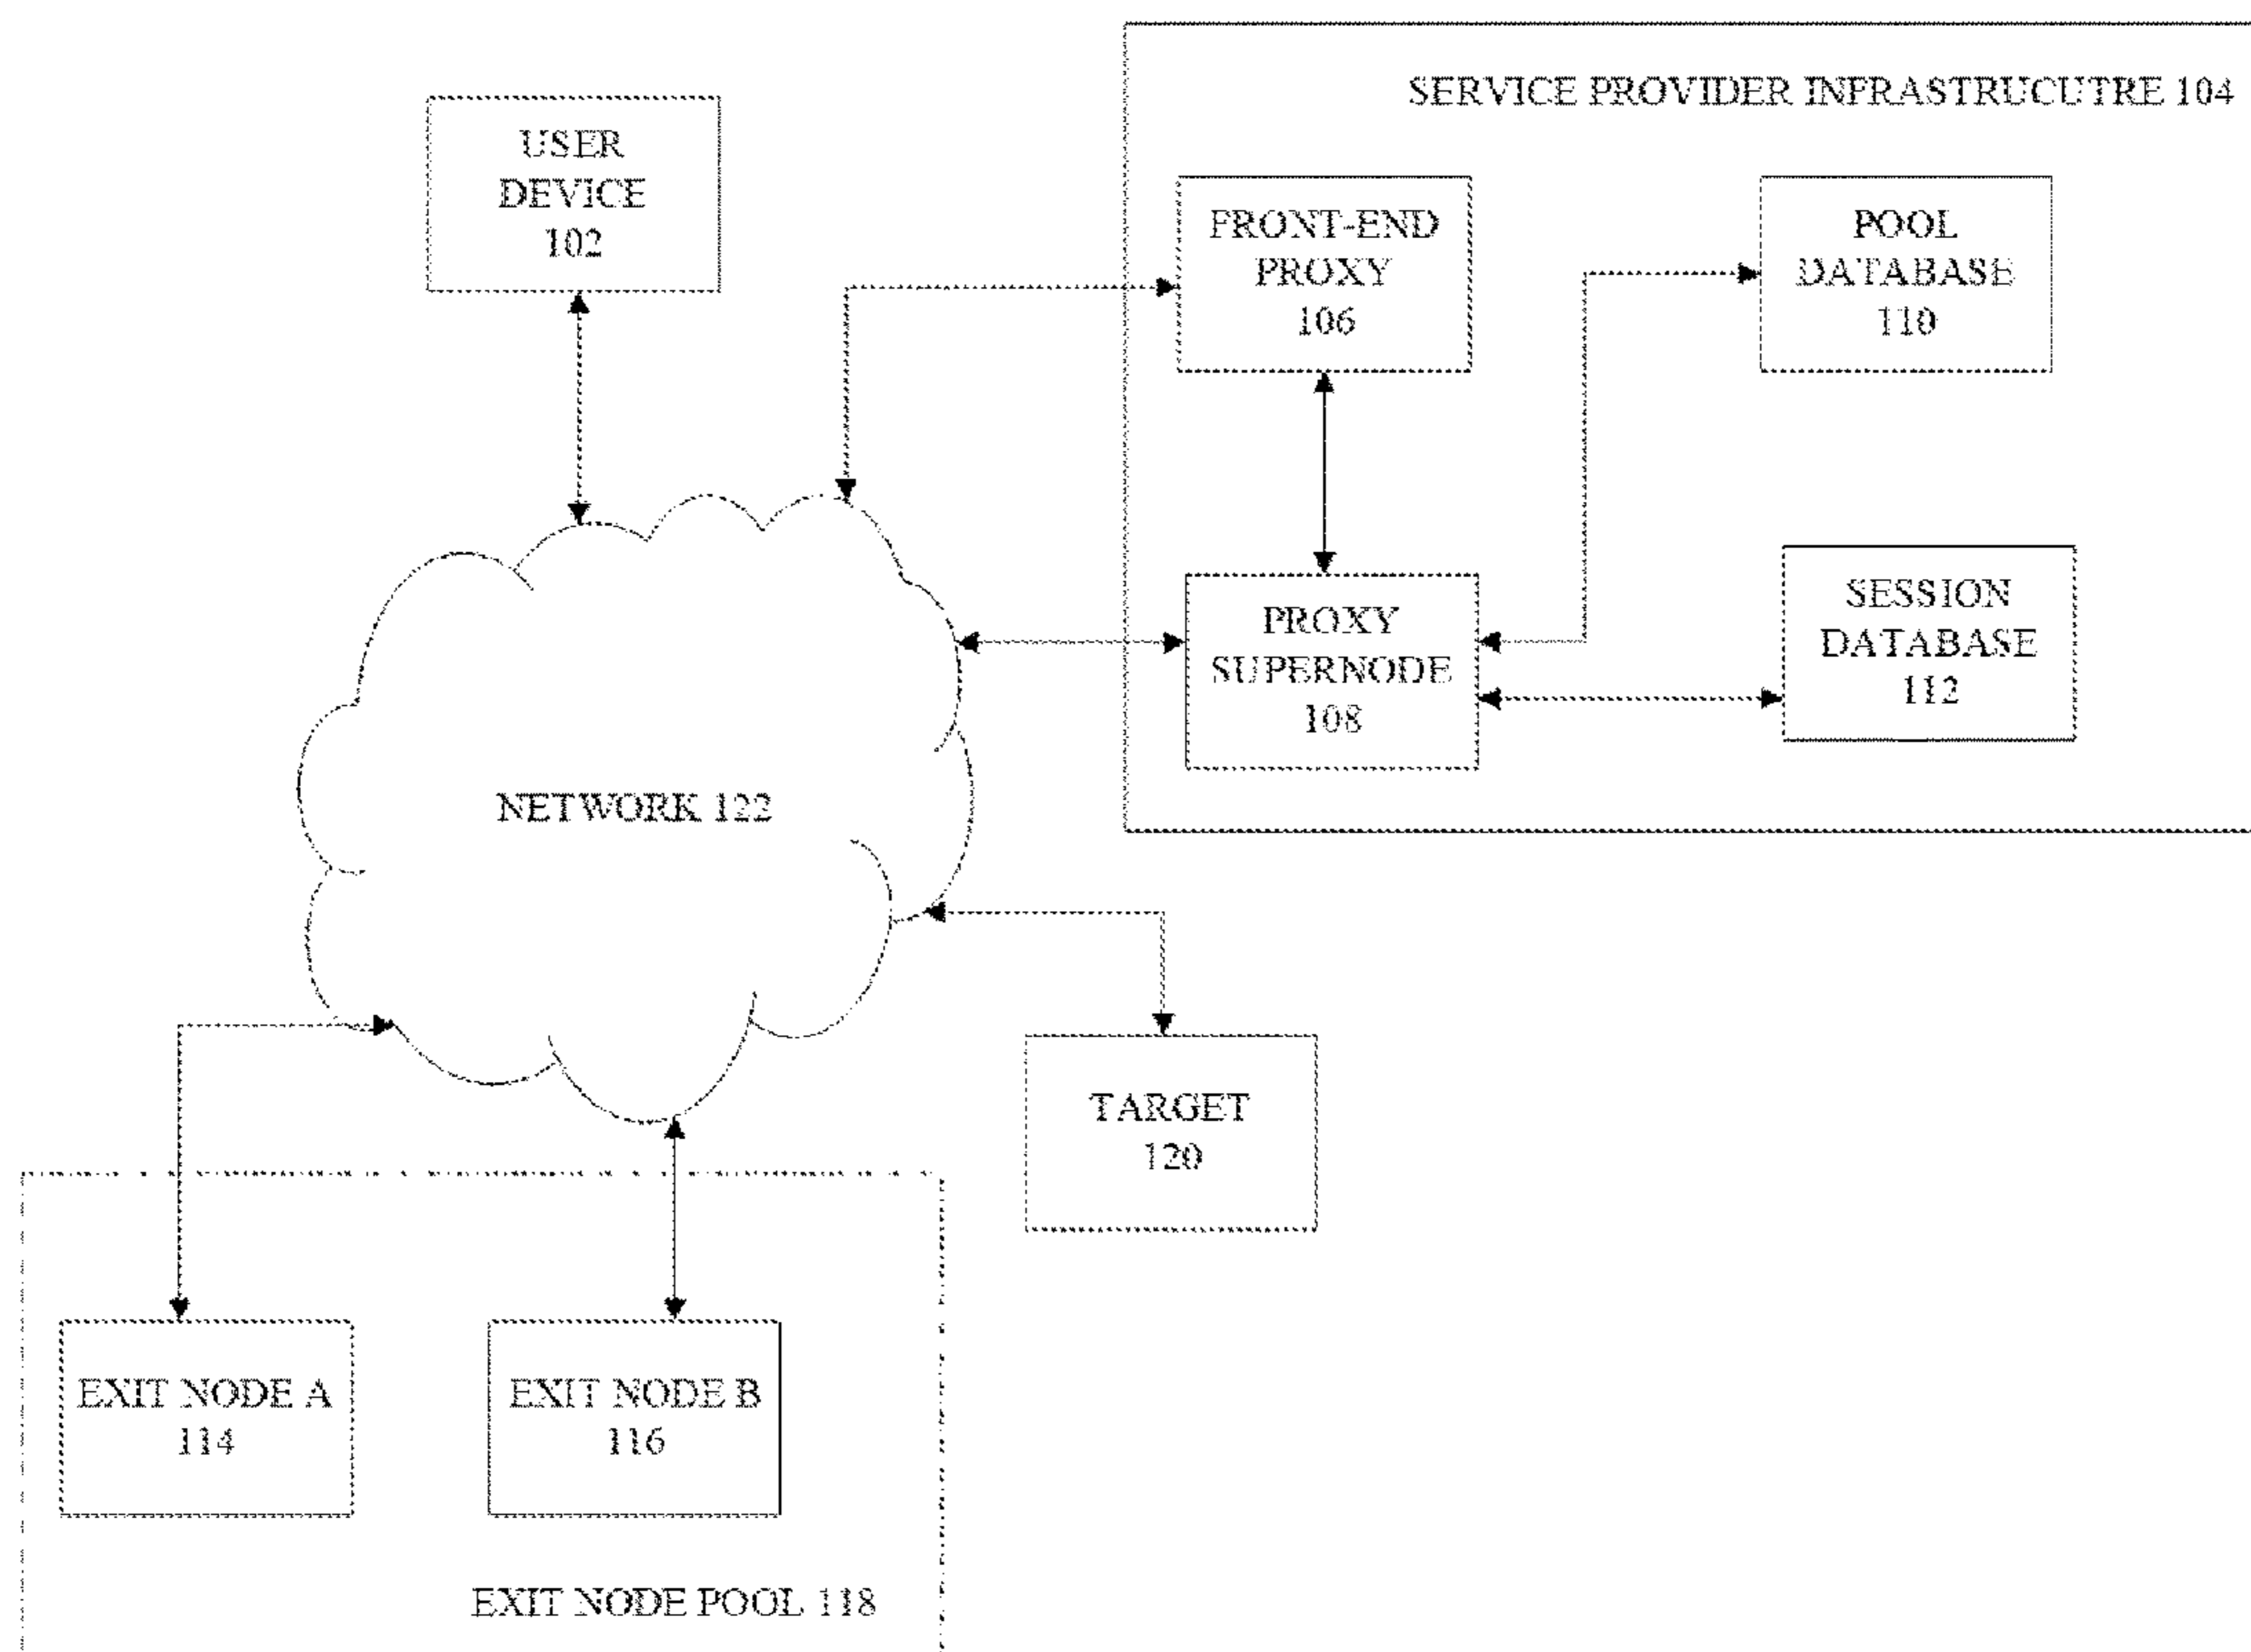 SERVICE PROVIDER INFRASTRUCUTRE 104
USER
DEVICE
102
FRONT-END
PROXY
106
POOL
DATABASE
110
PROXY
SUPERNODE
108
SESSION
DATABASE
112
NETWORK 122
TARGET
120
EXIT NODE A
114
EXIT NODE B
116
EXIT NODE POOL 118